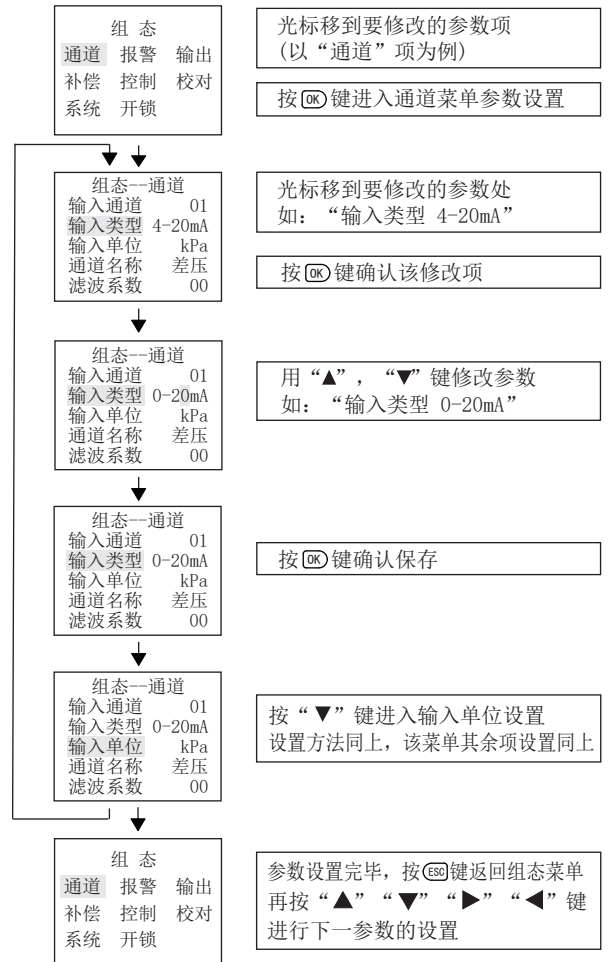 组 态
通道 报警 输出
补偿 控制 校对
系统 开锁
光标移到要修改的参数项
(以“通道”项为例)
按OK键进入通道菜单参数设置
组态--通道
输入通道 01
输入类型 4-20mA
输入单位 kPa
通道名称 差压
滤波系数 00
光标移到要修改的参数处
如：“输入类型 4-20mA”
按OK键确认该修改项
组态--通道
输入通道 01
输入类型 0-20mA
输入单位 kPa
通道名称 差压
滤波系数 00
用“▲”，“▼”键修改参数
如：“输入类型 0-20mA”
组态--通道
输入通道 01
输入类型 0-20mA
输入单位 kPa
通道名称 差压
滤波系数 00
按OK键确认保存
组态--通道
输入通道 01
输入类型 0-20mA
输入单位 kPa
通道名称 差压
滤波系数 00
按“▼”键进入输入单位设置
设置方法同上，该菜单其余项设置同上
组 态
通道 报警 输出
补偿 控制 校对
系统 开锁
参数设置完毕，按ESC键返回组态菜单
再按“▲”“▼”“▶”“◀”键
进行下一参数的设置